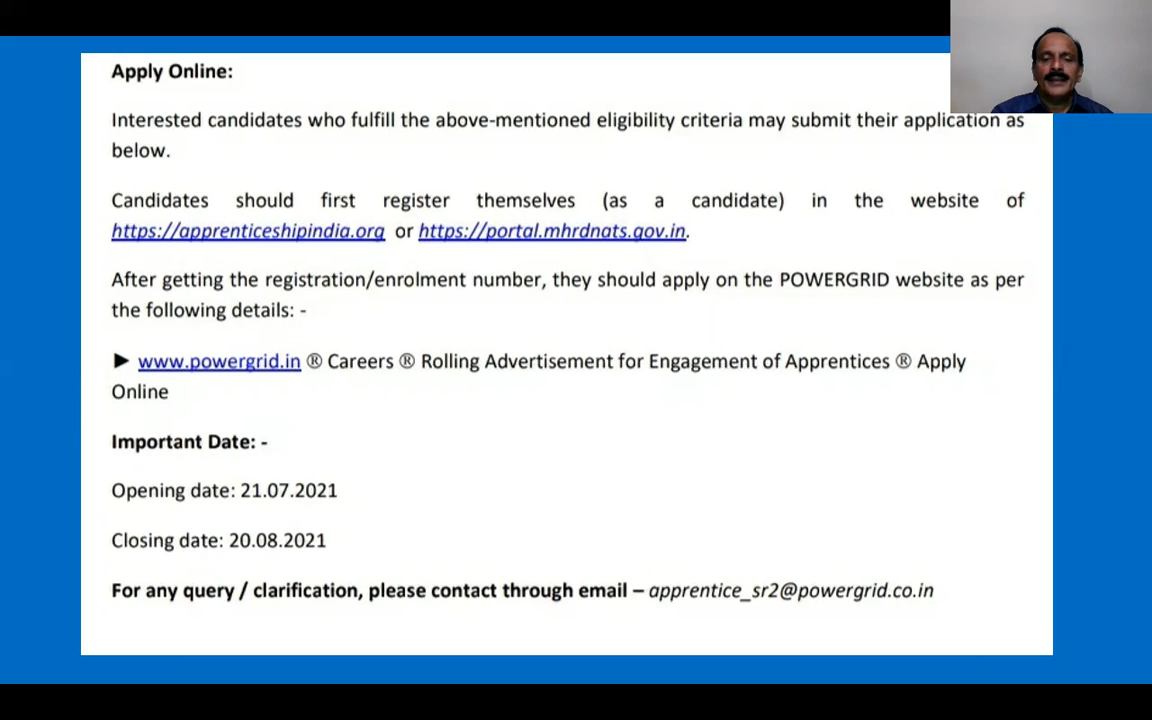 Apply Online:
Interested candidates who fulfill the above-mentioned eligibility criteria may submit their application as
below.
Candidates should first register themselves (as a candidate) in the website of
https://apprenticeshipindia.org or https://portal.mhrdnats.gov.in.
After getting the registration/enrolment number, they should apply on the POWERGRID website as per
the following details: -
► www.powergrid.in ® Careers ® Rolling Advertisement for Engagement of Apprentices ® Apply
Online
Important Date: -
Opening date: 21.07.2021
Closing date: 20.08.2021
For any query / clarification, please contact through email – apprentice_sr2@powergrid.co.in